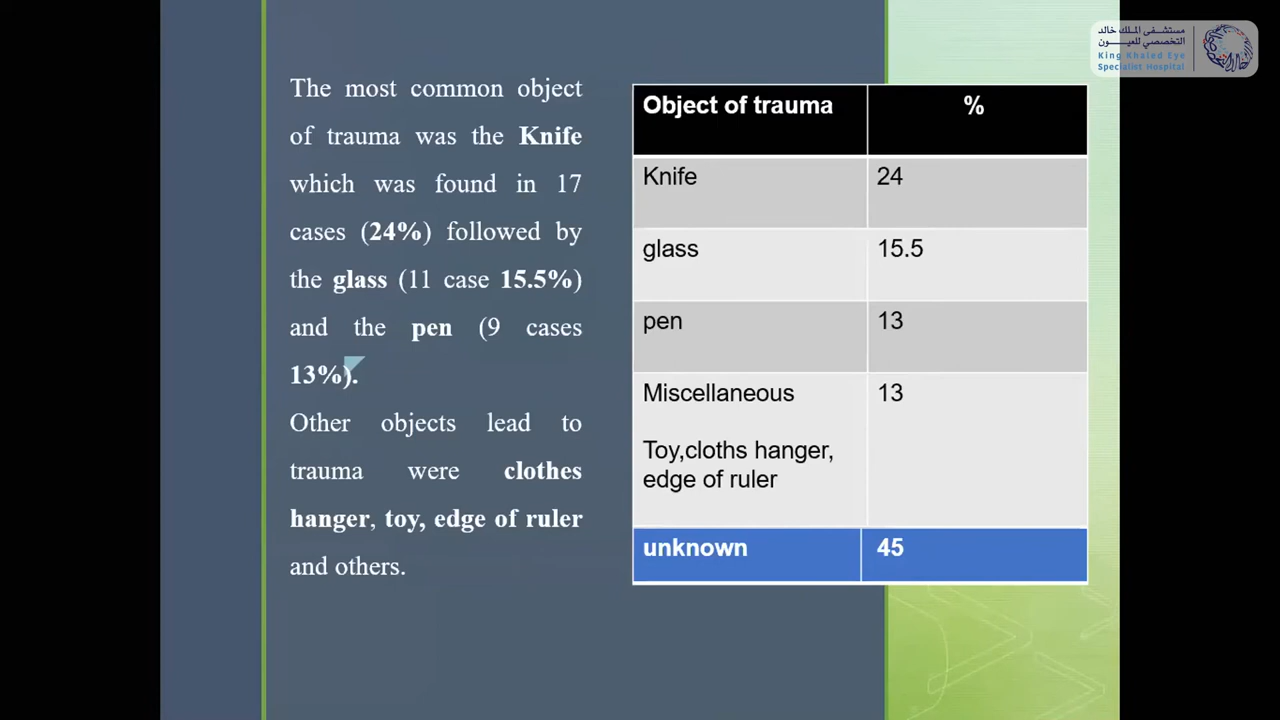 مستشفى الملك خالد
التخصصي للعيون
King Khaled Eye
Specialist Hospital
The most common object
of trauma was the Knife
which was found in 17
cases (24%) followed by
the glass (11 case 15.5%)
and the pen (9 cases
13%).
Other objects lead to
trauma were clothes
hanger, toy, edge of ruler
and others.
Object of trauma %
Knife 24
glass 15.5
pen 13
Miscellaneous 13
Toy,cloths hanger,
edge of ruler
unknown 45